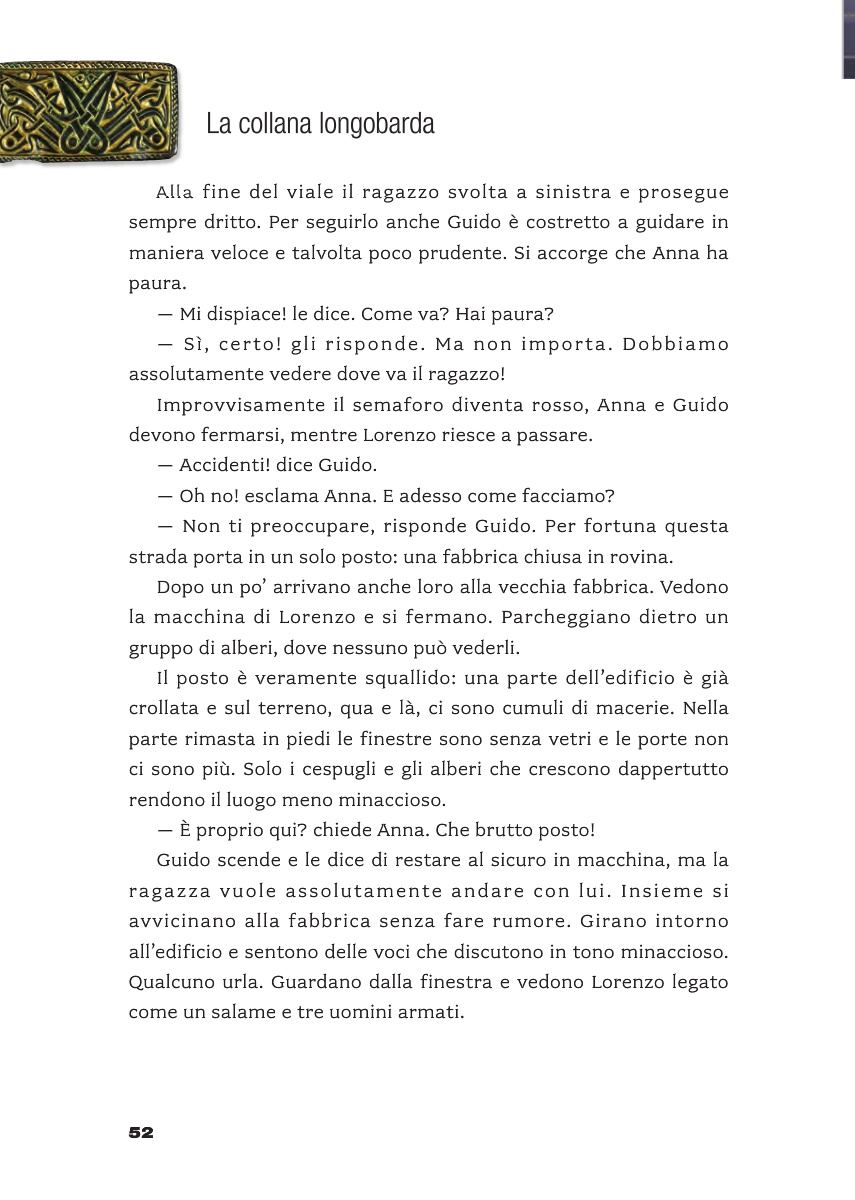 La collana longobarda
Alla fine del viale il ragazzo svolta a sinistra e prosegue
sempre dritto. Per seguirlo anche Guido è costretto a guidare in
maniera veloce e talvolta poco prudente. Si accorge che Anna ha
paura.
— Mi dispiace! le dice. Come va? Hai paura?
— Sì, certo! gli risponde. Ma non importa. Dobbiamo
assolutamente vedere dove va il ragazzo!
Improvvisamente il semaforo diventa rosso, Anna e Guido
devono fermarsi, mentre Lorenzo riesce a passare.
— Accidenti! dice Guido.
— Oh no! esclama Anna. E adesso come facciamo?
— Non ti preoccupare, risponde Guido. Per fortuna questa
strada porta in un solo posto: una fabbrica chiusa in rovina.
Dopo un po’ arrivano anche loro alla vecchia fabbrica. Vedono
la macchina di Lorenzo e si fermano. Parcheggiano dietro un
gruppo di alberi, dove nessuno può vederli.
Il posto è veramente squallido: una parte dell’edificio è già
crollata e sul terreno, qua e là, ci sono cumuli di macerie. Nella
parte rimasta in piedi le finestre sono senza vetri e le porte non
ci sono più. Solo i cespugli e gli alberi che crescono dappertutto
rendono il luogo meno minaccioso.
— È proprio qui? chiede Anna. Che brutto posto!
Guido scende e le dice di restare al sicuro in macchina, ma la
ragazza vuole assolutamente andare con lui. Insieme si
avvicinano alla fabbrica senza fare rumore. Girano intorno
all’edificio e sentono delle voci che discutono in tono minaccioso.
Qualcuno urla. Guardano dalla finestra e vedono Lorenzo legato
come un salame e tre uomini armati.
52